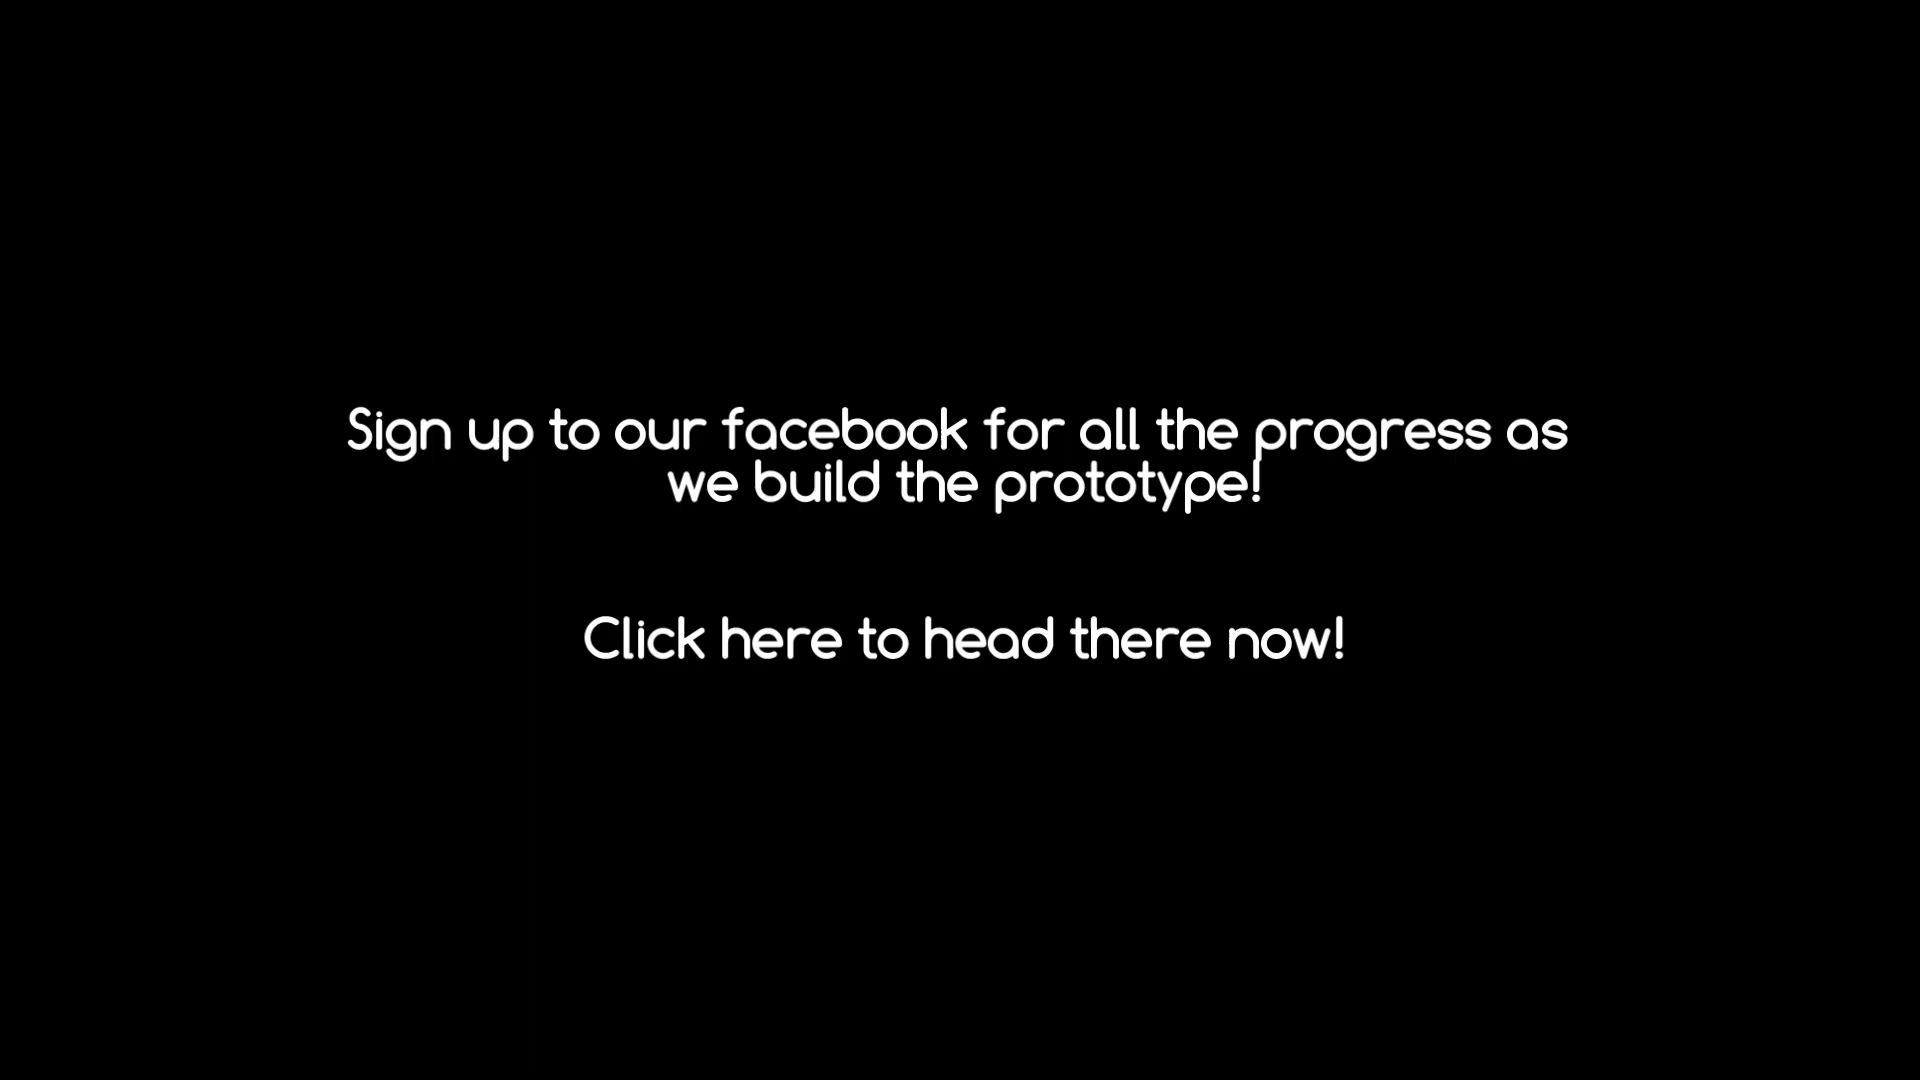 Sign up to our facebook for all the progress as
we build the prototype!
Click here to head there now!